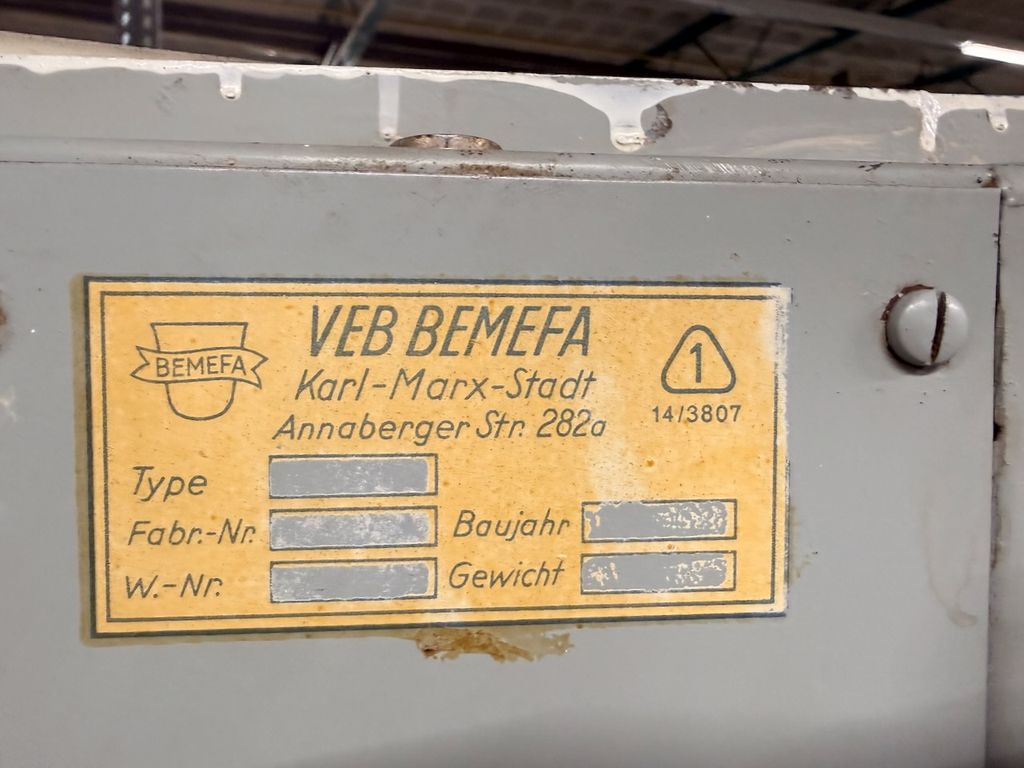 BEMEFA
VEB BEMEFA
Karl-Marx-Stadt
Annaberger Str. 282a
1
14/3807
Type
Fabr.-Nr.
Baujahr
W.-Nr.
Gewicht